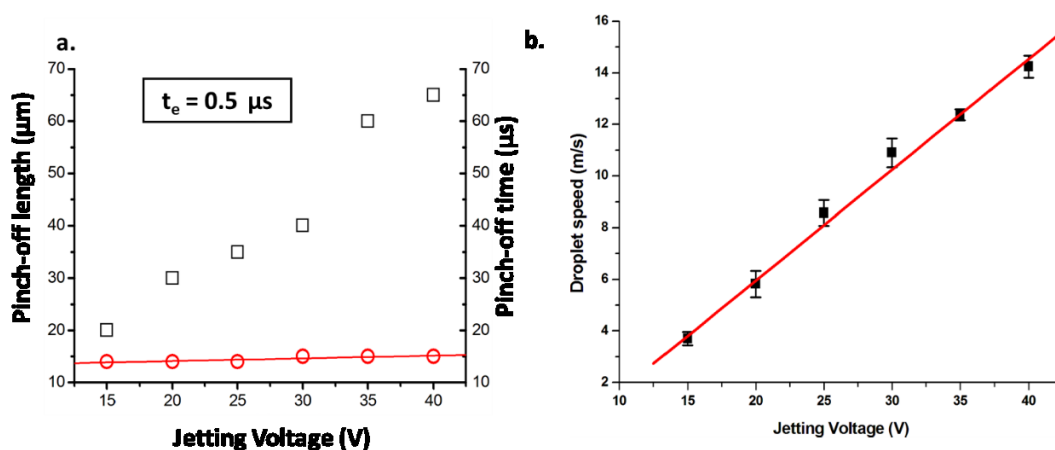 a.
t_e = 0.5 µs
Pinch-off length (µm)
70
60
50
40
30
20
10
70
60
50
40
30
20
10
Pinch-off time (µs)
15 20 25 30 35 40
Jetting Voltage (V)
b.
Droplet speed (m/s)
16
14
12
10
8
6
4
2
10 15 20 25 30 35 40
Jetting Voltage (V)